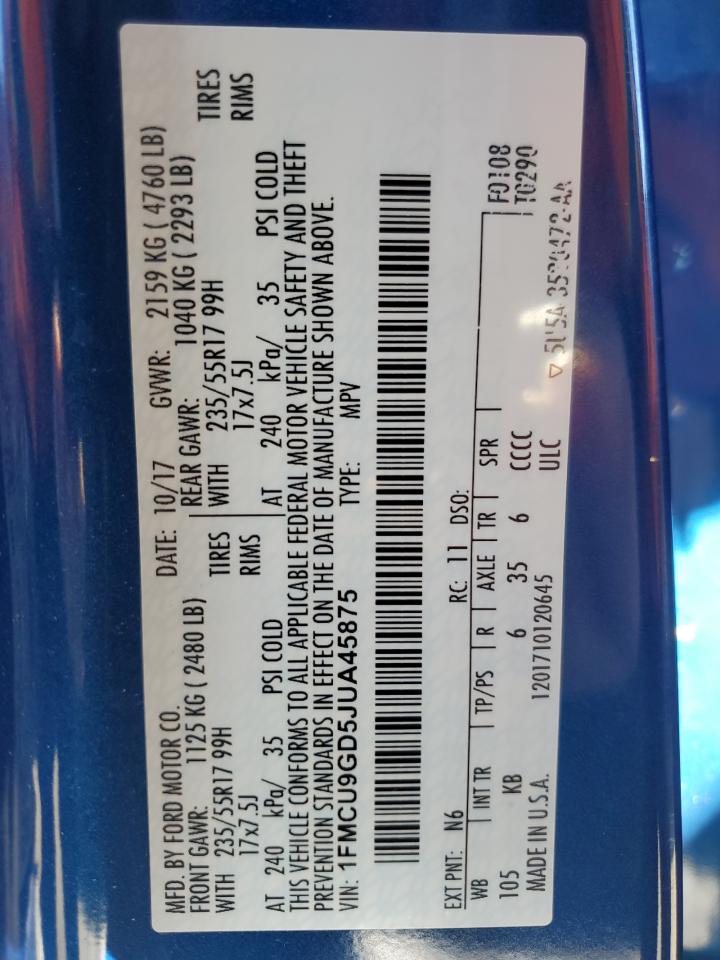 MFD. BY FORD MOTOR CO. DATE: 10/17 GVWR: 2159 KG ( 4760 LB)
FRONT GAWR: 1125 KG ( 2480 LB) REAR GAWR: 1040 KG ( 2293 LB)
WITH 235/55R17 99H TIRES WITH 235/55R17 99H TIRES
17x7.5J RIMS 17x7.5J RIMS
AT 240 kPa/ 35 PSI COLD AT 240 kPa/ 35 PSI COLD
THIS VEHICLE CONFORMS TO ALL APPLICABLE FEDERAL MOTOR VEHICLE SAFETY AND THEFT
PREVENTION STANDARDS IN EFFECT ON THE DATE OF MANUFACTURE SHOWN ABOVE.
VIN: 1FMCU9GD5JUA45875 TYPE: MPV
EXT PNT: N6 RC: 11 DSO:
WB INT TR TP/PS R AXLE TR SPR F0108
105 KB 6 35 6 CCCC T0290
MADE IN U.S.A. 1201710120645 ULC